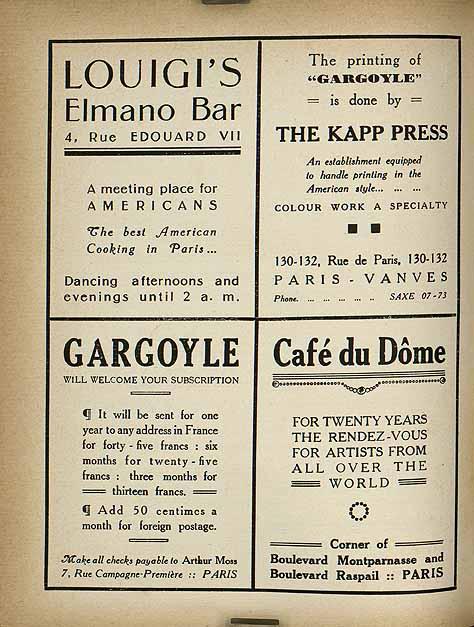 LOUIGI'S
Elmano Bar
4, Rue EDOUARD VII
A meeting place for
AMERICANS
The best American
Cooking in Paris...
Dancing afternoons and
evenings until 2 a. m.
The printing of
"GARGOYLE"
= is done by =
THE KAPP PRESS
An establishment equipped
to handle printing in the
American style... ... ...
COLOUR WORK A SPECIALTY
130-132, Rue de Paris, 130-132
PARIS - VANVES
Phone. ... ... ... ... .. SAXE 07-73
GARGOYLE
WILL WELCOME YOUR SUBSCRIPTION
¶ It will be sent for one
year to any address in France
for forty - five francs : six
months for twenty - five
francs : three months for
thirteen francs.
¶ Add 50 centimes a
month for foreign postage.
Make all checks payable to Arthur Moss
7, Rue Campagne-Première :: PARIS
Café du Dôme
FOR TWENTY YEARS
THE RENDEZ-VOUS
FOR ARTISTS FROM
ALL OVER THE
WORLD
Corner of
Boulevard Montparnasse and
Boulevard Raspail :: PARIS